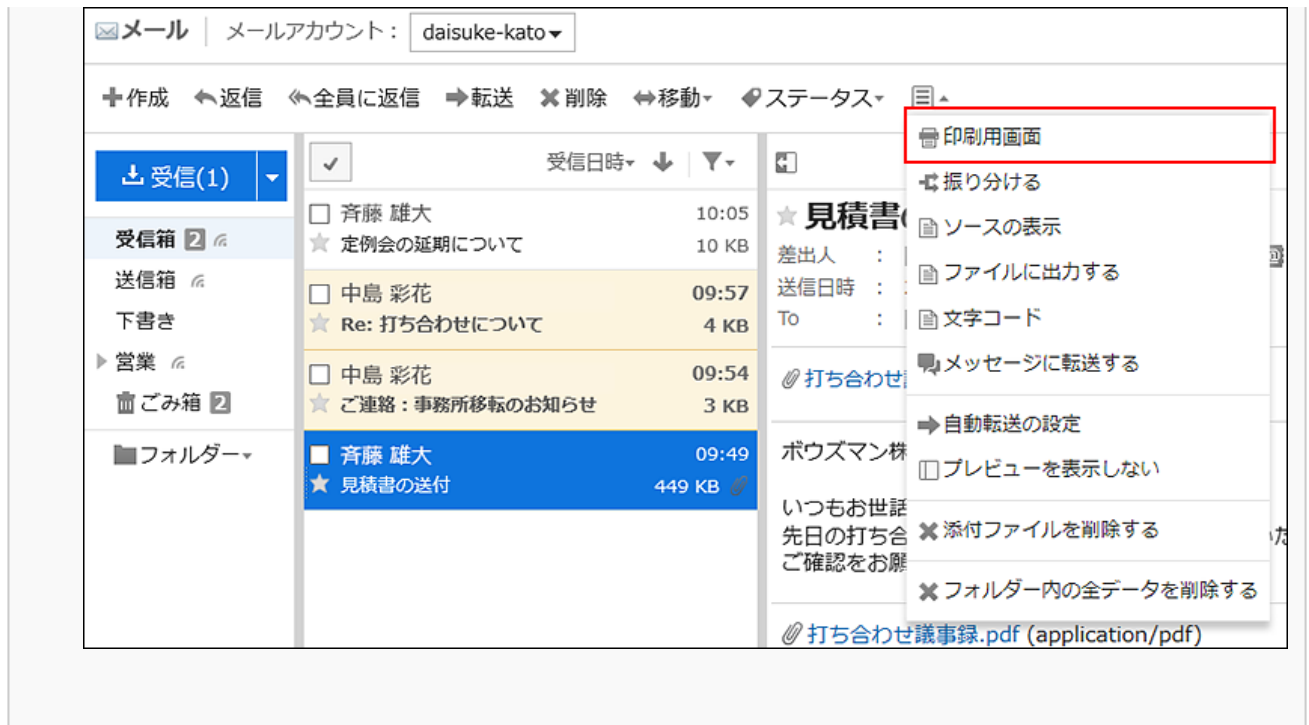 メール メールアカウント： daisuke-kato
作成 返信 全員に返信 転送 削除 移動 ステータス
受信(1)
受信箱 2
送信箱
下書き
営業
ごみ箱 2
フォルダー
受信日時
斉藤 雄大 10:05
定例会の延期について 10 KB
中島 彩花 09:57
Re: 打ち合わせについて 4 KB
中島 彩花 09:54
ご連絡：事務所移転のお知らせ 3 KB
斉藤 雄大 09:49
見積書の送付 449 KB
見積書
差出人 ：
送信日時 ：
To ：
打ち合わせ
ボウズマン株
いつもお世話
先日の打ち合
ご確認をお願
打ち合わせ議事録.pdf (application/pdf)
印刷用画面
振り分ける
ソースの表示
ファイルに出力する
文字コード
メッセージに転送する
自動転送の設定
プレビューを表示しない
添付ファイルを削除する
フォルダー内の全データを削除する